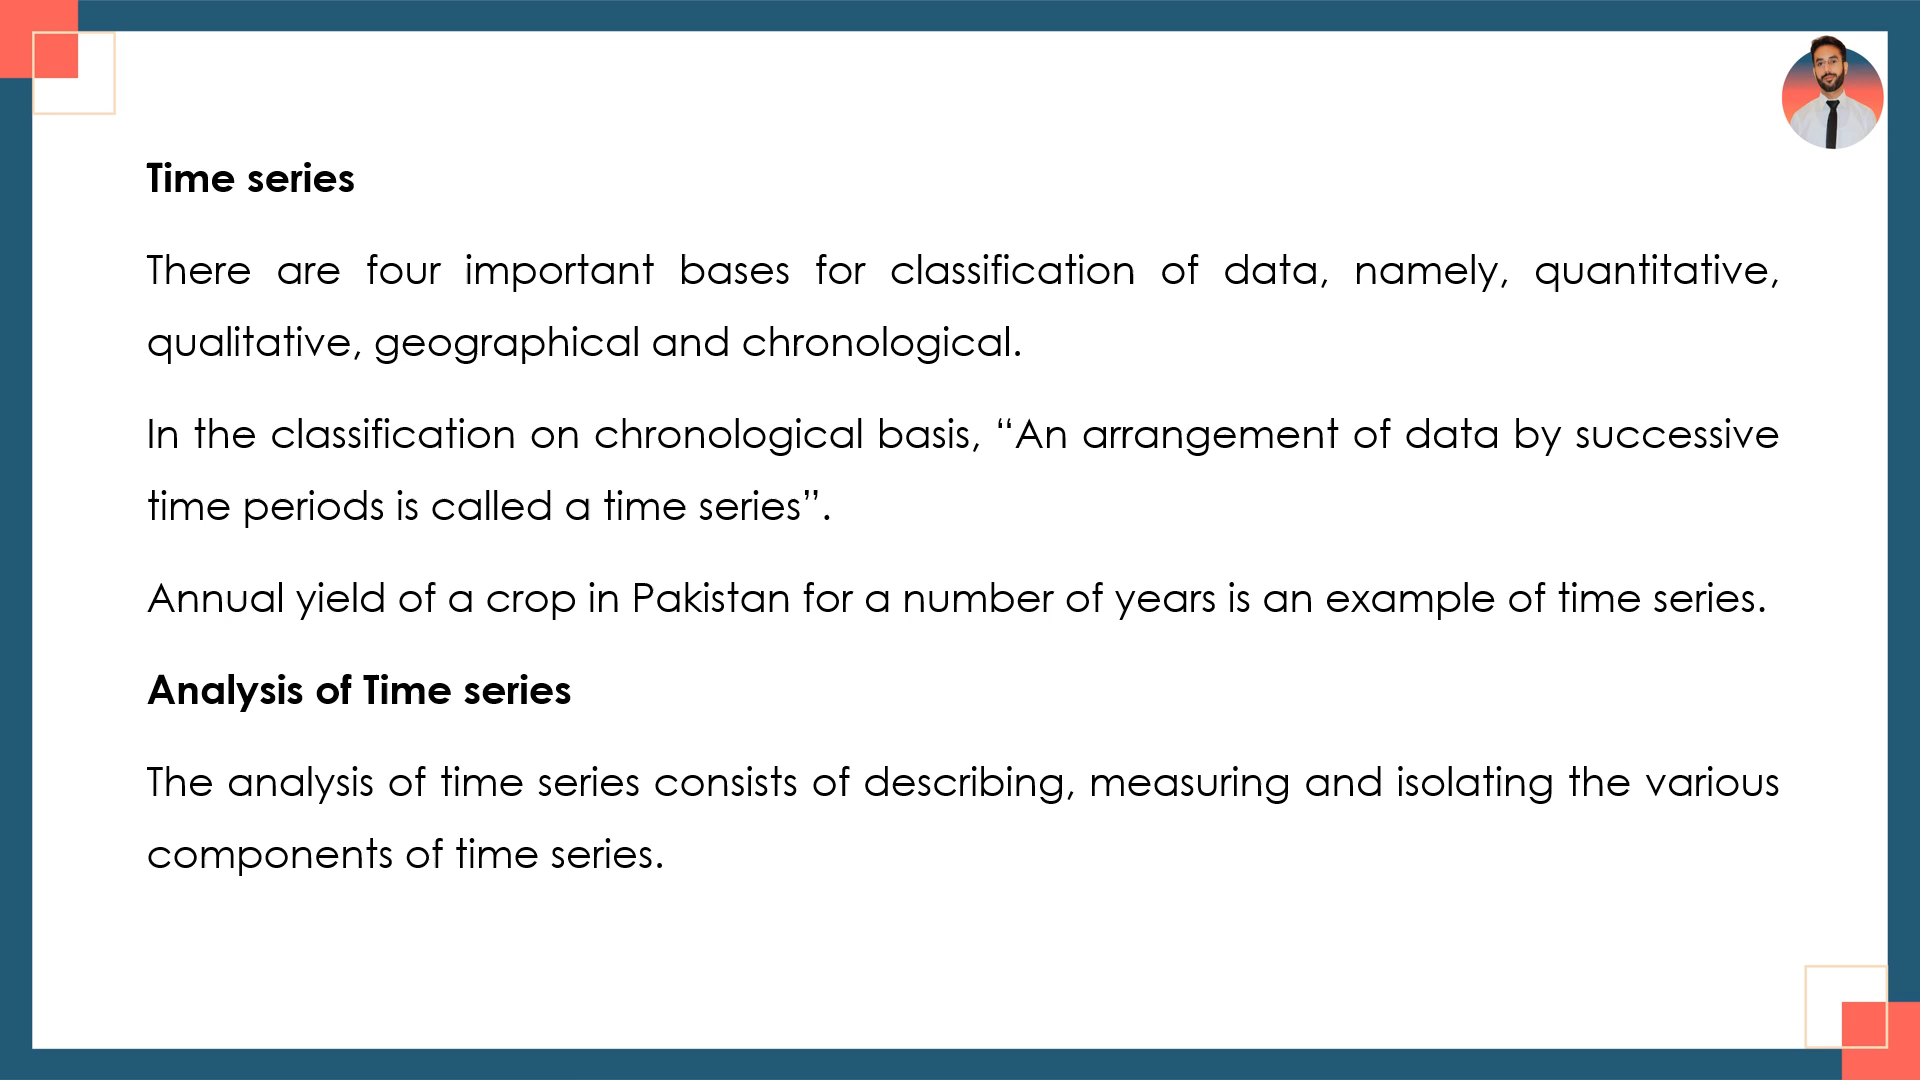 Time series
There are four important bases for classification of data, namely, quantitative,
qualitative, geographical and chronological.
In the classification on chronological basis, “An arrangement of data by successive
time periods is called a time series”.
Annual yield of a crop in Pakistan for a number of years is an example of time series.
Analysis of Time series
The analysis of time series consists of describing, measuring and isolating the various
components of time series.